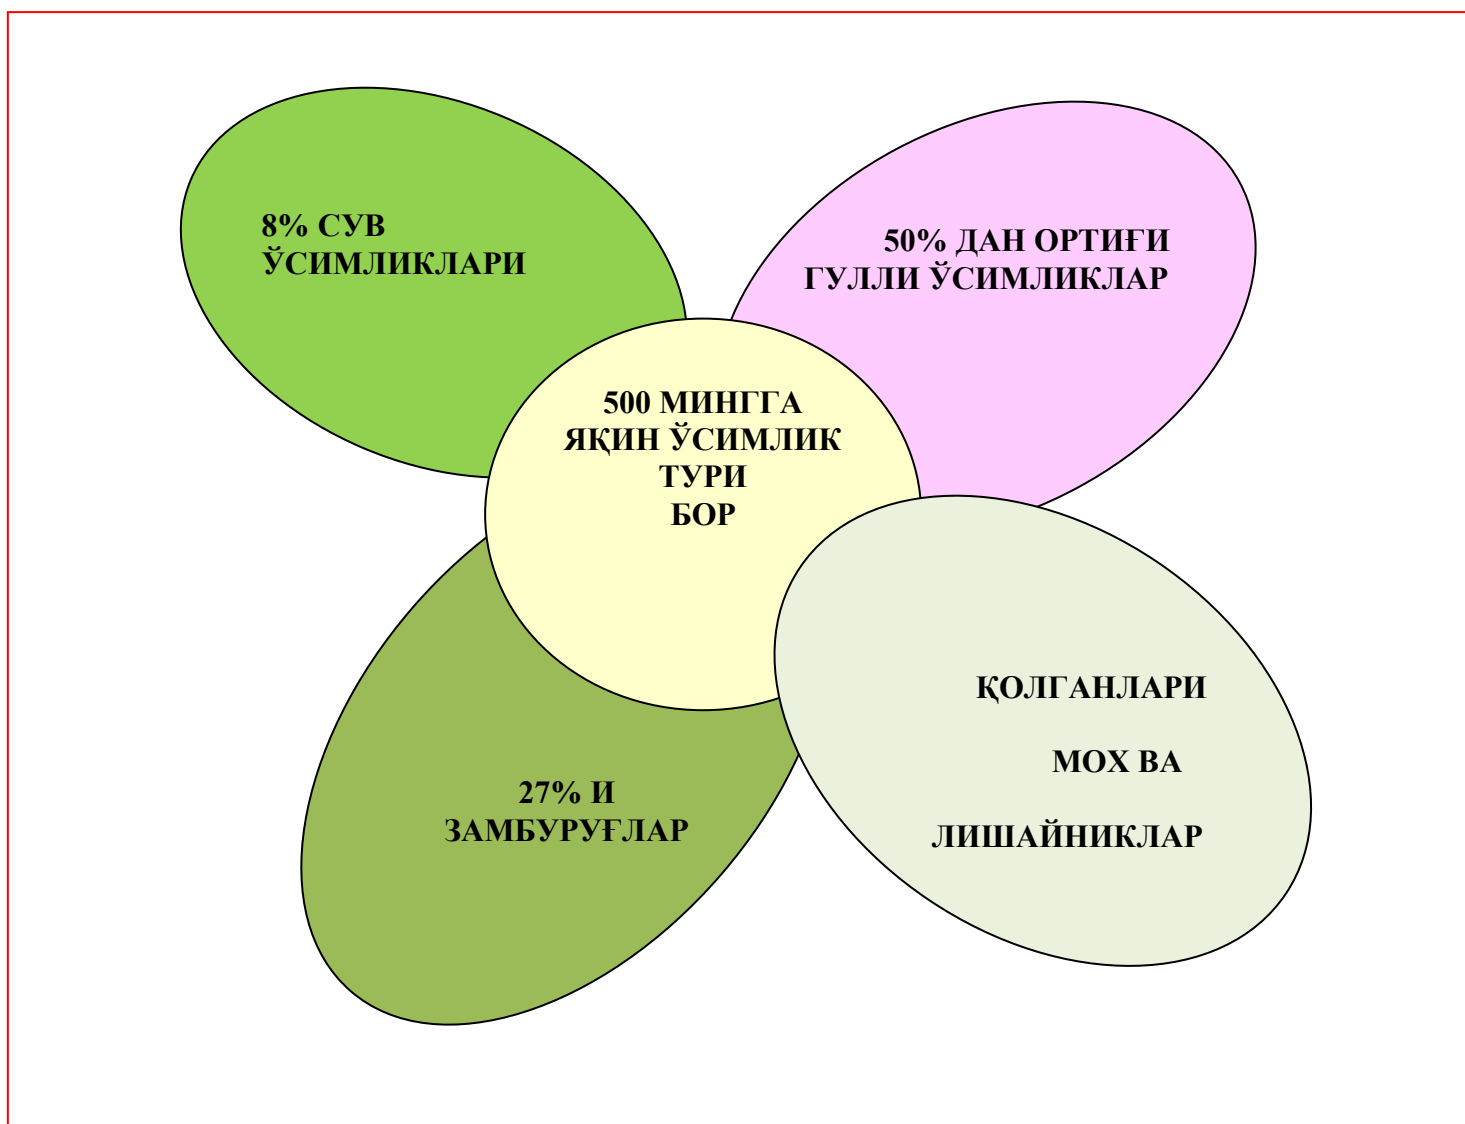 8% СУВ
ЎСИМЛИКЛАРИ
50% ДАН ОРТИҒИ
ГУЛЛИ ЎСИМЛИКЛАР
500 МИНГГА
ЯҚИН ЎСИМЛИК
ТУРИ
БОР
27% И
ЗАМБУРУҒЛАР
ҚОЛГАНЛАРИ
МОХ ВА
ЛИШАЙНИКЛАР